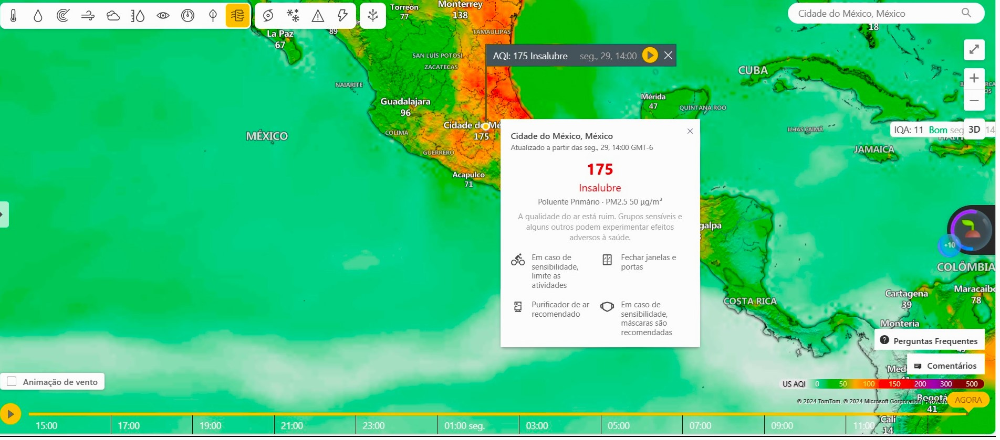 Torreón
77
Monterrey
138
Cidade do México, México
La Paz
67
89
TAMAULIPAS
18
AQI: 175 Insalubre seg., 29, 14:00
SAN LUÍS POTOSI
ZACATECAS
CUBA
NAIARITE
Guadalajara
96
Mérida
47
QUINTANA ROO
Cidade do Mé
175
COLIMA
MÉXICO
GUERRERO
Acapulco
71
ILHAS CAIMÃ
IQA: 11 Bom seg 14
3D
HAITI
JAMAICA
Cidade do México, México
Atualizado a partir das seg., 29, 14:00 GMT-6
175
Insalubre
Poluente Primário · PM2.5 50 µg/m³
A qualidade do ar está ruim. Grupos sensíveis e
alguns outros podem experimentar efeitos
adversos à saúde.
Em caso de
sensibilidade,
limite as
atividades
Fechar janelas e
portas
Purificador de ar
recomendado
Em caso de
sensibilidade,
máscaras são
recomendadas
galpa
+10
COLÔMBIA
COSTA RICA
Cartagena
39
Maracaibo
78
Montería
Perguntas Frequentes
Comentários
Med
41
Animação de vento
US AQI 0 50 100 150 200 300 500
© 2024 TomTom, © 2024 Microsoft Corporation, Provedo
Bogotá
41
AGORA
Cali
14
15:00 17:00 19:00 21:00 23:00 01:00 seg. 03:00 05:00 07:00 09:00 11:00